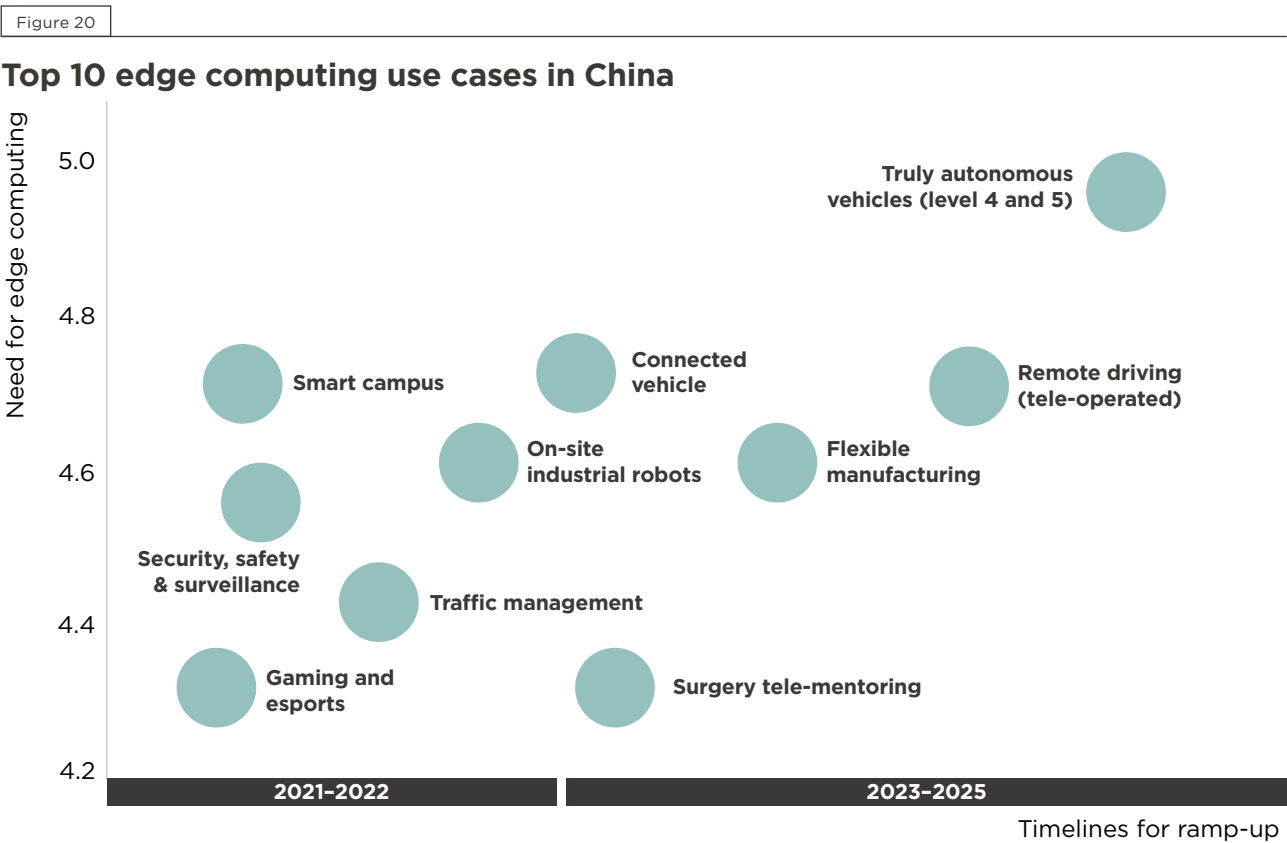 Figure 20
Top 10 edge computing use cases in China
Need for edge computing
5.0
4.8
4.6
4.4
4.2
Truly autonomous
vehicles (level 4 and 5)
Smart campus
Connected
vehicle
Remote driving
(tele-operated)
On-site
industrial robots
Flexible
manufacturing
Security, safety
& surveillance
Traffic management
Gaming and
esports
Surgery tele-mentoring
2021–2022
2023–2025
Timelines for ramp-up